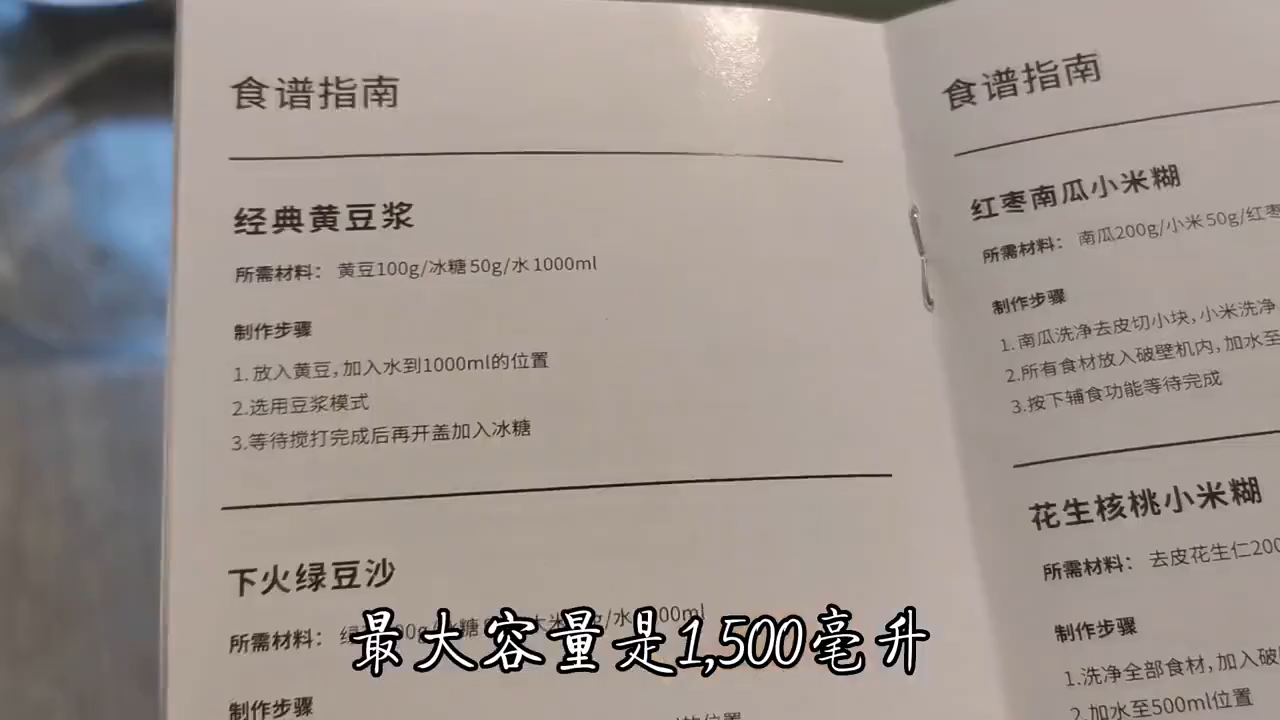 食谱指南
经典黄豆浆
所需材料： 黄豆100g/冰糖50g/水1000ml
制作步骤
1.放入黄豆,加入水到1000ml的位置
2.选用豆浆模式
3.等待搅打完成后再开盖加入冰糖
下火绿豆沙
所需材料：
制作步骤
的位置
食谱指南
红枣南瓜小米糊
所需材料： 南瓜200g/小米50g/红枣
制作步骤
1.南瓜洗净去皮切小块,小米洗净
2.所有食材放入破壁机内,加水至
3.按下辅食功能等待完成
花生核桃小米糊
所需材料： 去皮花生仁200
制作步骤
1.洗净全部食材,加入破
2.加水至500ml位置
最大容量是1,500毫升